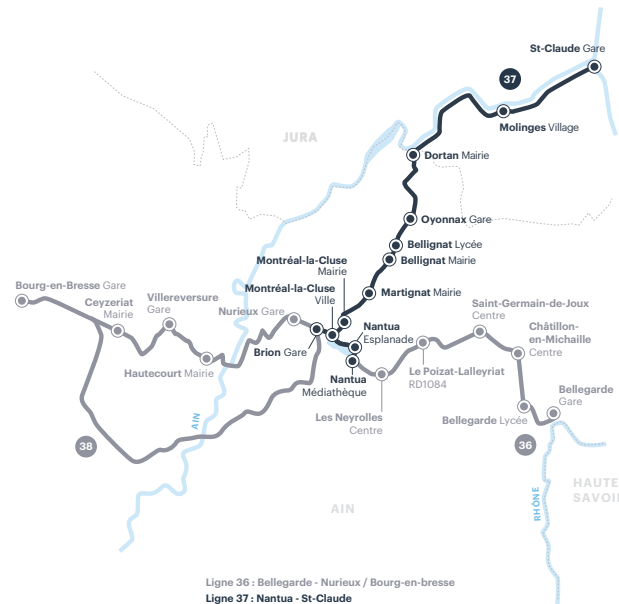 St-Claude Gare
37
Molinges Village
JURA
Dortan Mairie
Oyonnax Gare
Bellignat Lycée
Bellignat Mairie
Montréal-la-Cluse
Mairie
Montréal-la-Cluse
Ville
Martignat Mairie
Bourg-en-Bresse Gare
Ceyzeriat
Mairie
Villereversure
Gare
Nurieux Gare
Hautecourt Mairie
Brion Gare
Nantua
Esplanade
Nantua
Médiathèque
Saint-Germain-de-Joux
Centre
Châtillon-
en-Michaille
Centre
Le Poizat-Lalleyriat
RD1084
Les Neyrolles
Centre
Bellegarde
Gare
Bellegarde Lycée
AIN
38
36
HAUTE
SAVOI
RHÔNE
AIN
Ligne 36 : Bellegarde - Nurieux / Bourg-en-bresse
Ligne 37 : Nantua - St-Claude